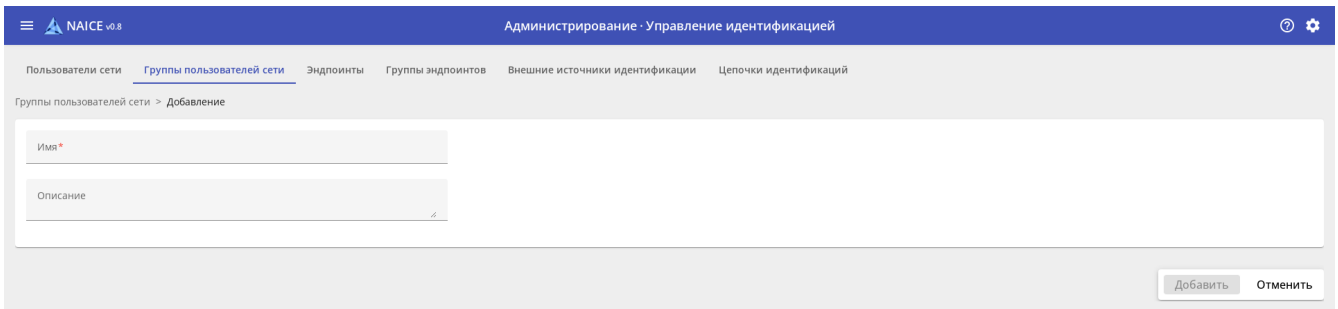 NAICE v0.8 Администрирование · Управление идентификацией
Пользователи сети Группы пользователей сети Эндпоинты Группы эндпоинтов Внешние источники идентификации Цепочки идентификаций
Группы пользователей сети > Добавление
Имя*
Описание
Добавить Отменить